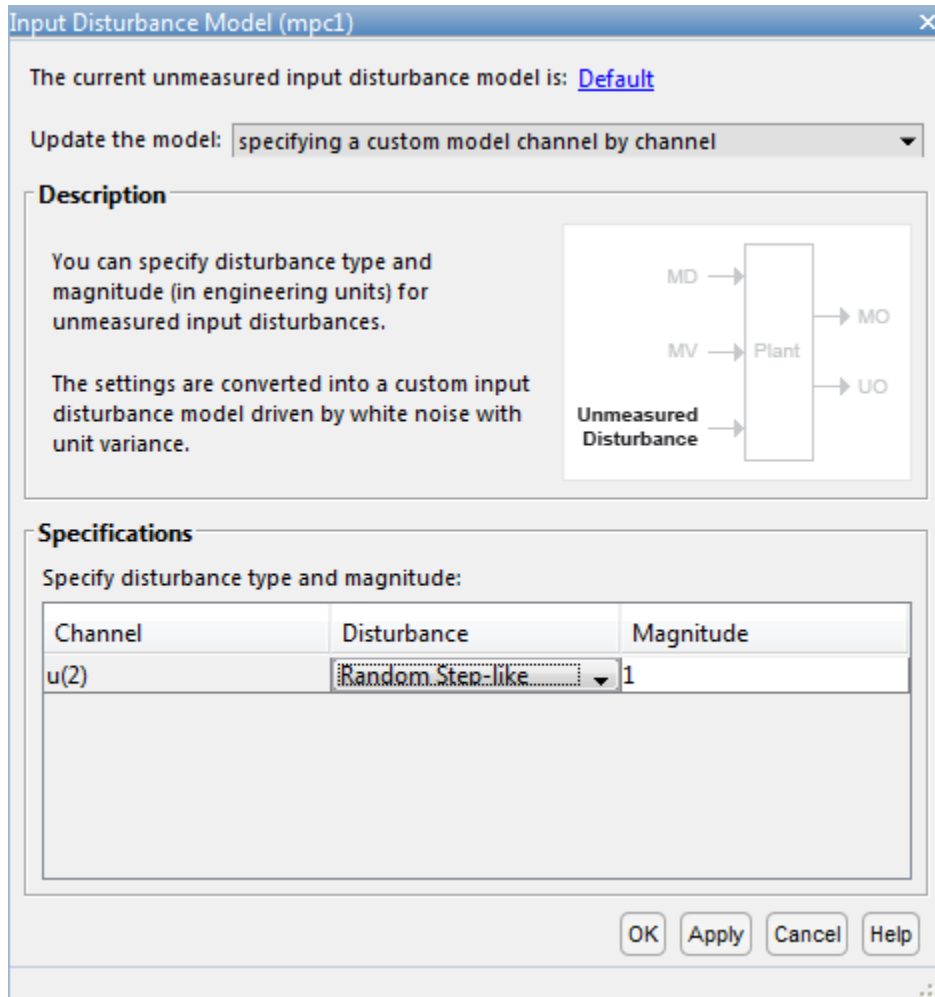 Input Disturbance Model (mpc1)
The current unmeasured input disturbance model is: Default
Update the model: specifying a custom model channel by channel
Description
You can specify disturbance type and
magnitude (in engineering units) for
unmeasured input disturbances.
The settings are converted into a custom input
disturbance model driven by white noise with
unit variance.
MD
MV
Plant
MO
UO
Unmeasured
Disturbance
Specifications
Specify disturbance type and magnitude:
Channel Disturbance Magnitude
u(2) Random Step-like 1
OK Apply Cancel Help